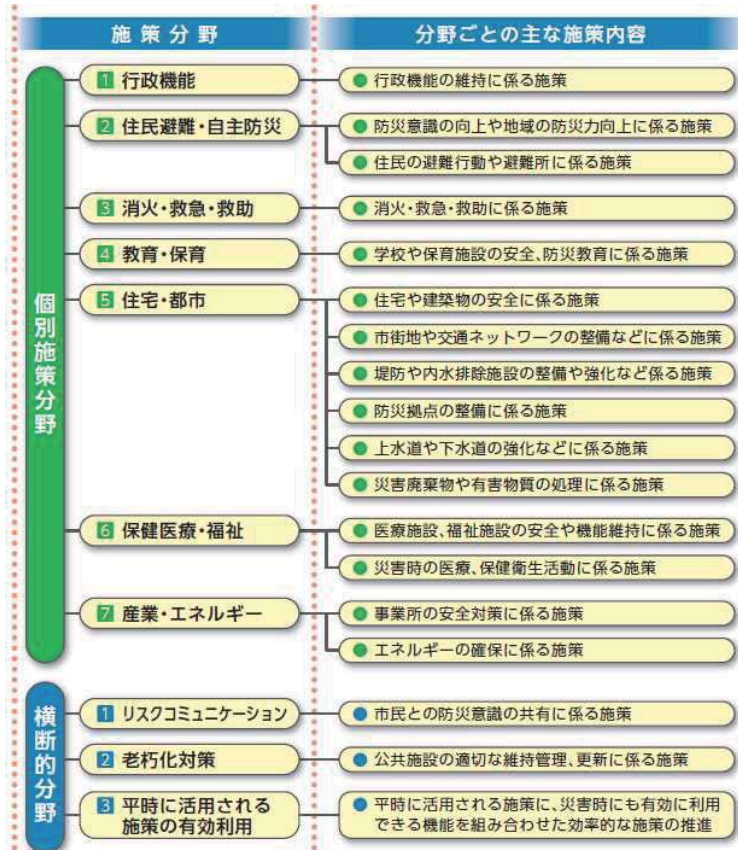 施策分野
分野ごとの主な施策内容
個別施策分野
1 行政機能
行政機能の維持に係る施策
2 住民避難・自主防災
防災意識の向上や地域の防災力向上に係る施策
住民の避難行動や避難所に係る施策
3 消火・救急・救助
消火・救急・救助に係る施策
4 教育・保育
学校や保育施設の安全、防災教育に係る施策
5 住宅・都市
住宅や建築物の安全に係る施策
市街地や交通ネットワークの整備などに係る施策
堤防や内水排除施設の整備や強化など係る施策
防災拠点の整備に係る施策
上水道や下水道の強化などに係る施策
災害廃棄物や有害物質の処理に係る施策
6 保健医療・福祉
医療施設、福祉施設の安全や機能維持に係る施策
災害時の医療、保健衛生活動に係る施策
7 産業・エネルギー
事業所の安全対策に係る施策
エネルギーの確保に係る施策
横断的分野
1 リスクコミュニケーション
市民との防災意識の共有に係る施策
2 老朽化対策
公共施設の適切な維持管理、更新に係る施策
3 平時に活用される
施策の有効利用
平時に活用される施策に、災害時にも有効に利用
できる機能を組み合わせた効率的な施策の推進